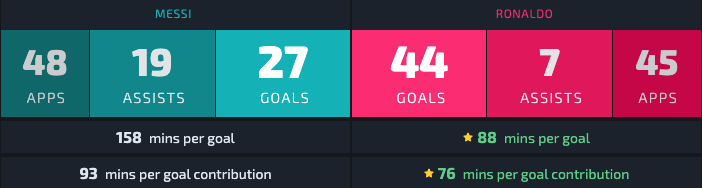 MESSI RONALDO
48 19 27 44 7 45
APPS ASSISTS GOALS GOALS ASSISTS APPS
158 mins per goal 88 mins per goal
93 mins per goal contribution 76 mins per goal contribution